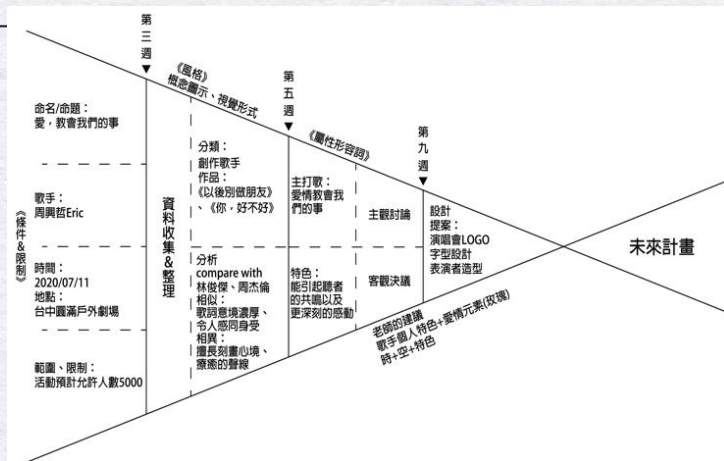 第三週
《風格》
概念圖示、視覺形式
第五週
《屬性形容詞》
第九週
《條件&限制》
命名/命題：
愛，教會我們的事
歌手：
周興哲Eric
時間：
2020/07/11
地點：
台中圓滿戶外劇場
範圍、限制：
活動預計允許人數5000
資料收集&整理
分類：
創作歌手
作品：
《以後別做朋友》
、《你，好不好》
分析
compare with
林俊傑、周杰倫
相似：
歌詞意境濃厚、
令人感同身受
相異：
擅長刻畫心境、
療癒的聲線
主打歌：
愛情教會我
們的事
特色：
能引起聽者
的共鳴以及
更深刻的感動
主觀討論
客觀決議
設計
提案：
演唱會LOGO
字型設計
表演者造型
老師的建議
歌手個人特色+愛情元素(玫瑰)
時+空+特色
未來計畫